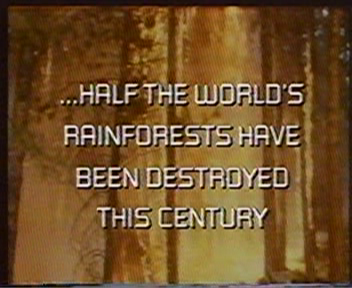 ...HALF THE WORLD'S
RAINFORESTS HAVE
BEEN DESTROYED
THIS CENTURY